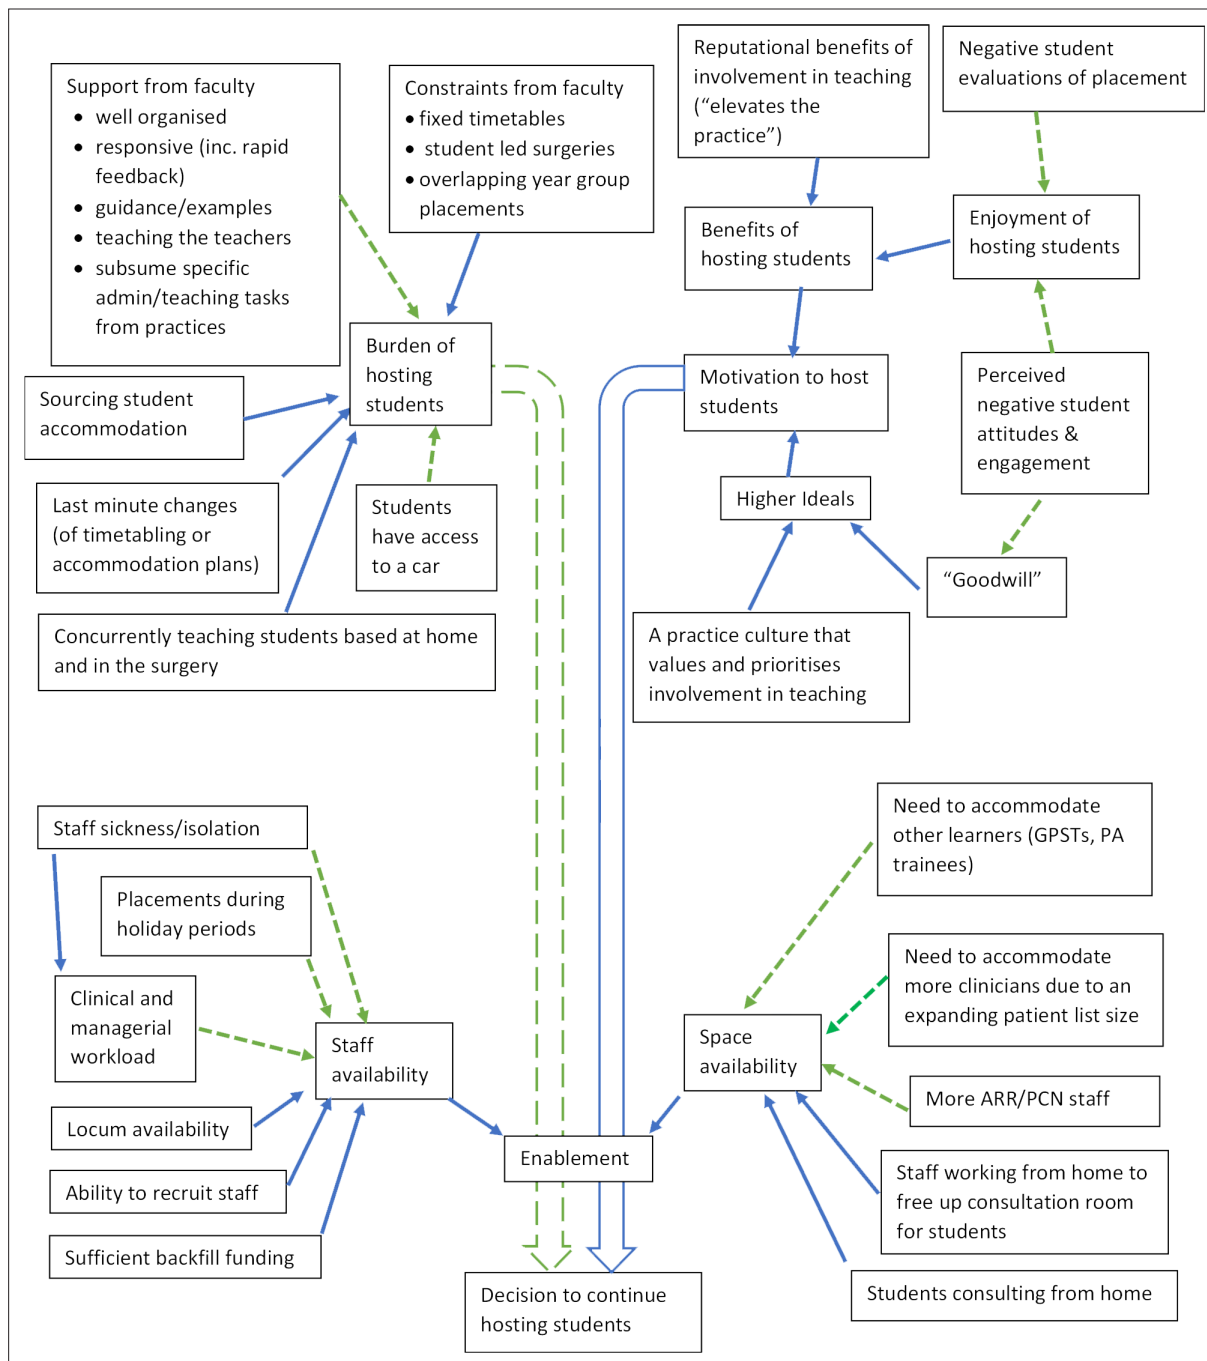 Support from faculty
• well organised
• responsive (inc. rapid
feedback)
• guidance/examples
• teaching the teachers
• subsume specific
admin/teaching tasks
from practices
Constraints from faculty
• fixed timetables
• student led surgeries
• overlapping year group
placements
Reputational benefits of
involvement in teaching
(“elevates the
practice”)
Negative student
evaluations of placement
Benefits of
hosting students
Enjoyment of
hosting students
Burden of
hosting
students
Motivation to host
students
Perceived
negative student
attitudes &
engagement
Sourcing student
accommodation
Last minute changes
(of timetabling or
accommodation plans)
Students
have access
to a car
Higher Ideals
“Goodwill”
Concurrently teaching students based at home
and in the surgery
A practice culture that
values and prioritises
involvement in teaching
Staff sickness/isolation
Placements during
holiday periods
Clinical and
managerial
workload
Staff
availability
Locum availability
Ability to recruit staff
Sufficient backfill funding
Need to accommodate
other learners (GPSTs, PA
trainees)
Need to accommodate
more clinicians due to an
expanding patient list size
Space
availability
More ARR/PCN staff
Enablement
Staff working from home to
free up consultation room
for students
Students consulting from home
Decision to continue
hosting students